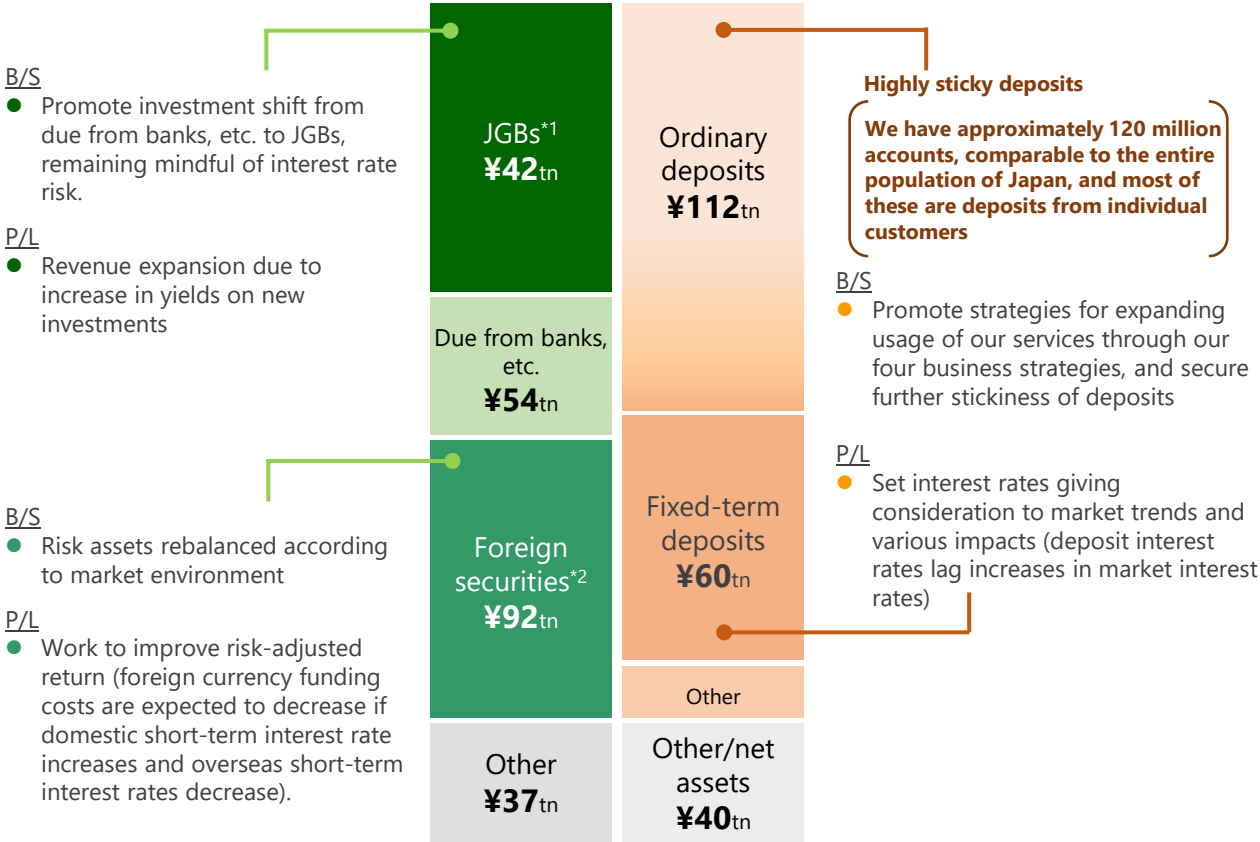 B/S
● Promote investment shift from
due from banks, etc. to JGBs,
remaining mindful of interest rate
risk.
P/L
● Revenue expansion due to
increase in yields on new
investments
B/S
● Risk assets rebalanced according
to market environment
P/L
● Work to improve risk-adjusted
return (foreign currency funding
costs are expected to decrease if
domestic short-term interest rate
increases and overseas short-term
interest rates decrease).
JGBs*1
¥42tn
Due from banks,
etc.
¥54tn
Foreign
securities*2
¥92tn
Other
¥37tn
Ordinary
deposits
¥112tn
Fixed-term
deposits
¥60tn
Other
Other/net
assets
¥40tn
Highly sticky deposits
We have approximately 120 million
accounts, comparable to the entire
population of Japan, and most of
these are deposits from individual
customers
B/S
● Promote strategies for expanding
usage of our services through our
four business strategies, and secure
further stickiness of deposits
P/L
● Set interest rates giving
consideration to market trends and
various impacts (deposit interest
rates lag increases in market interest
rates)